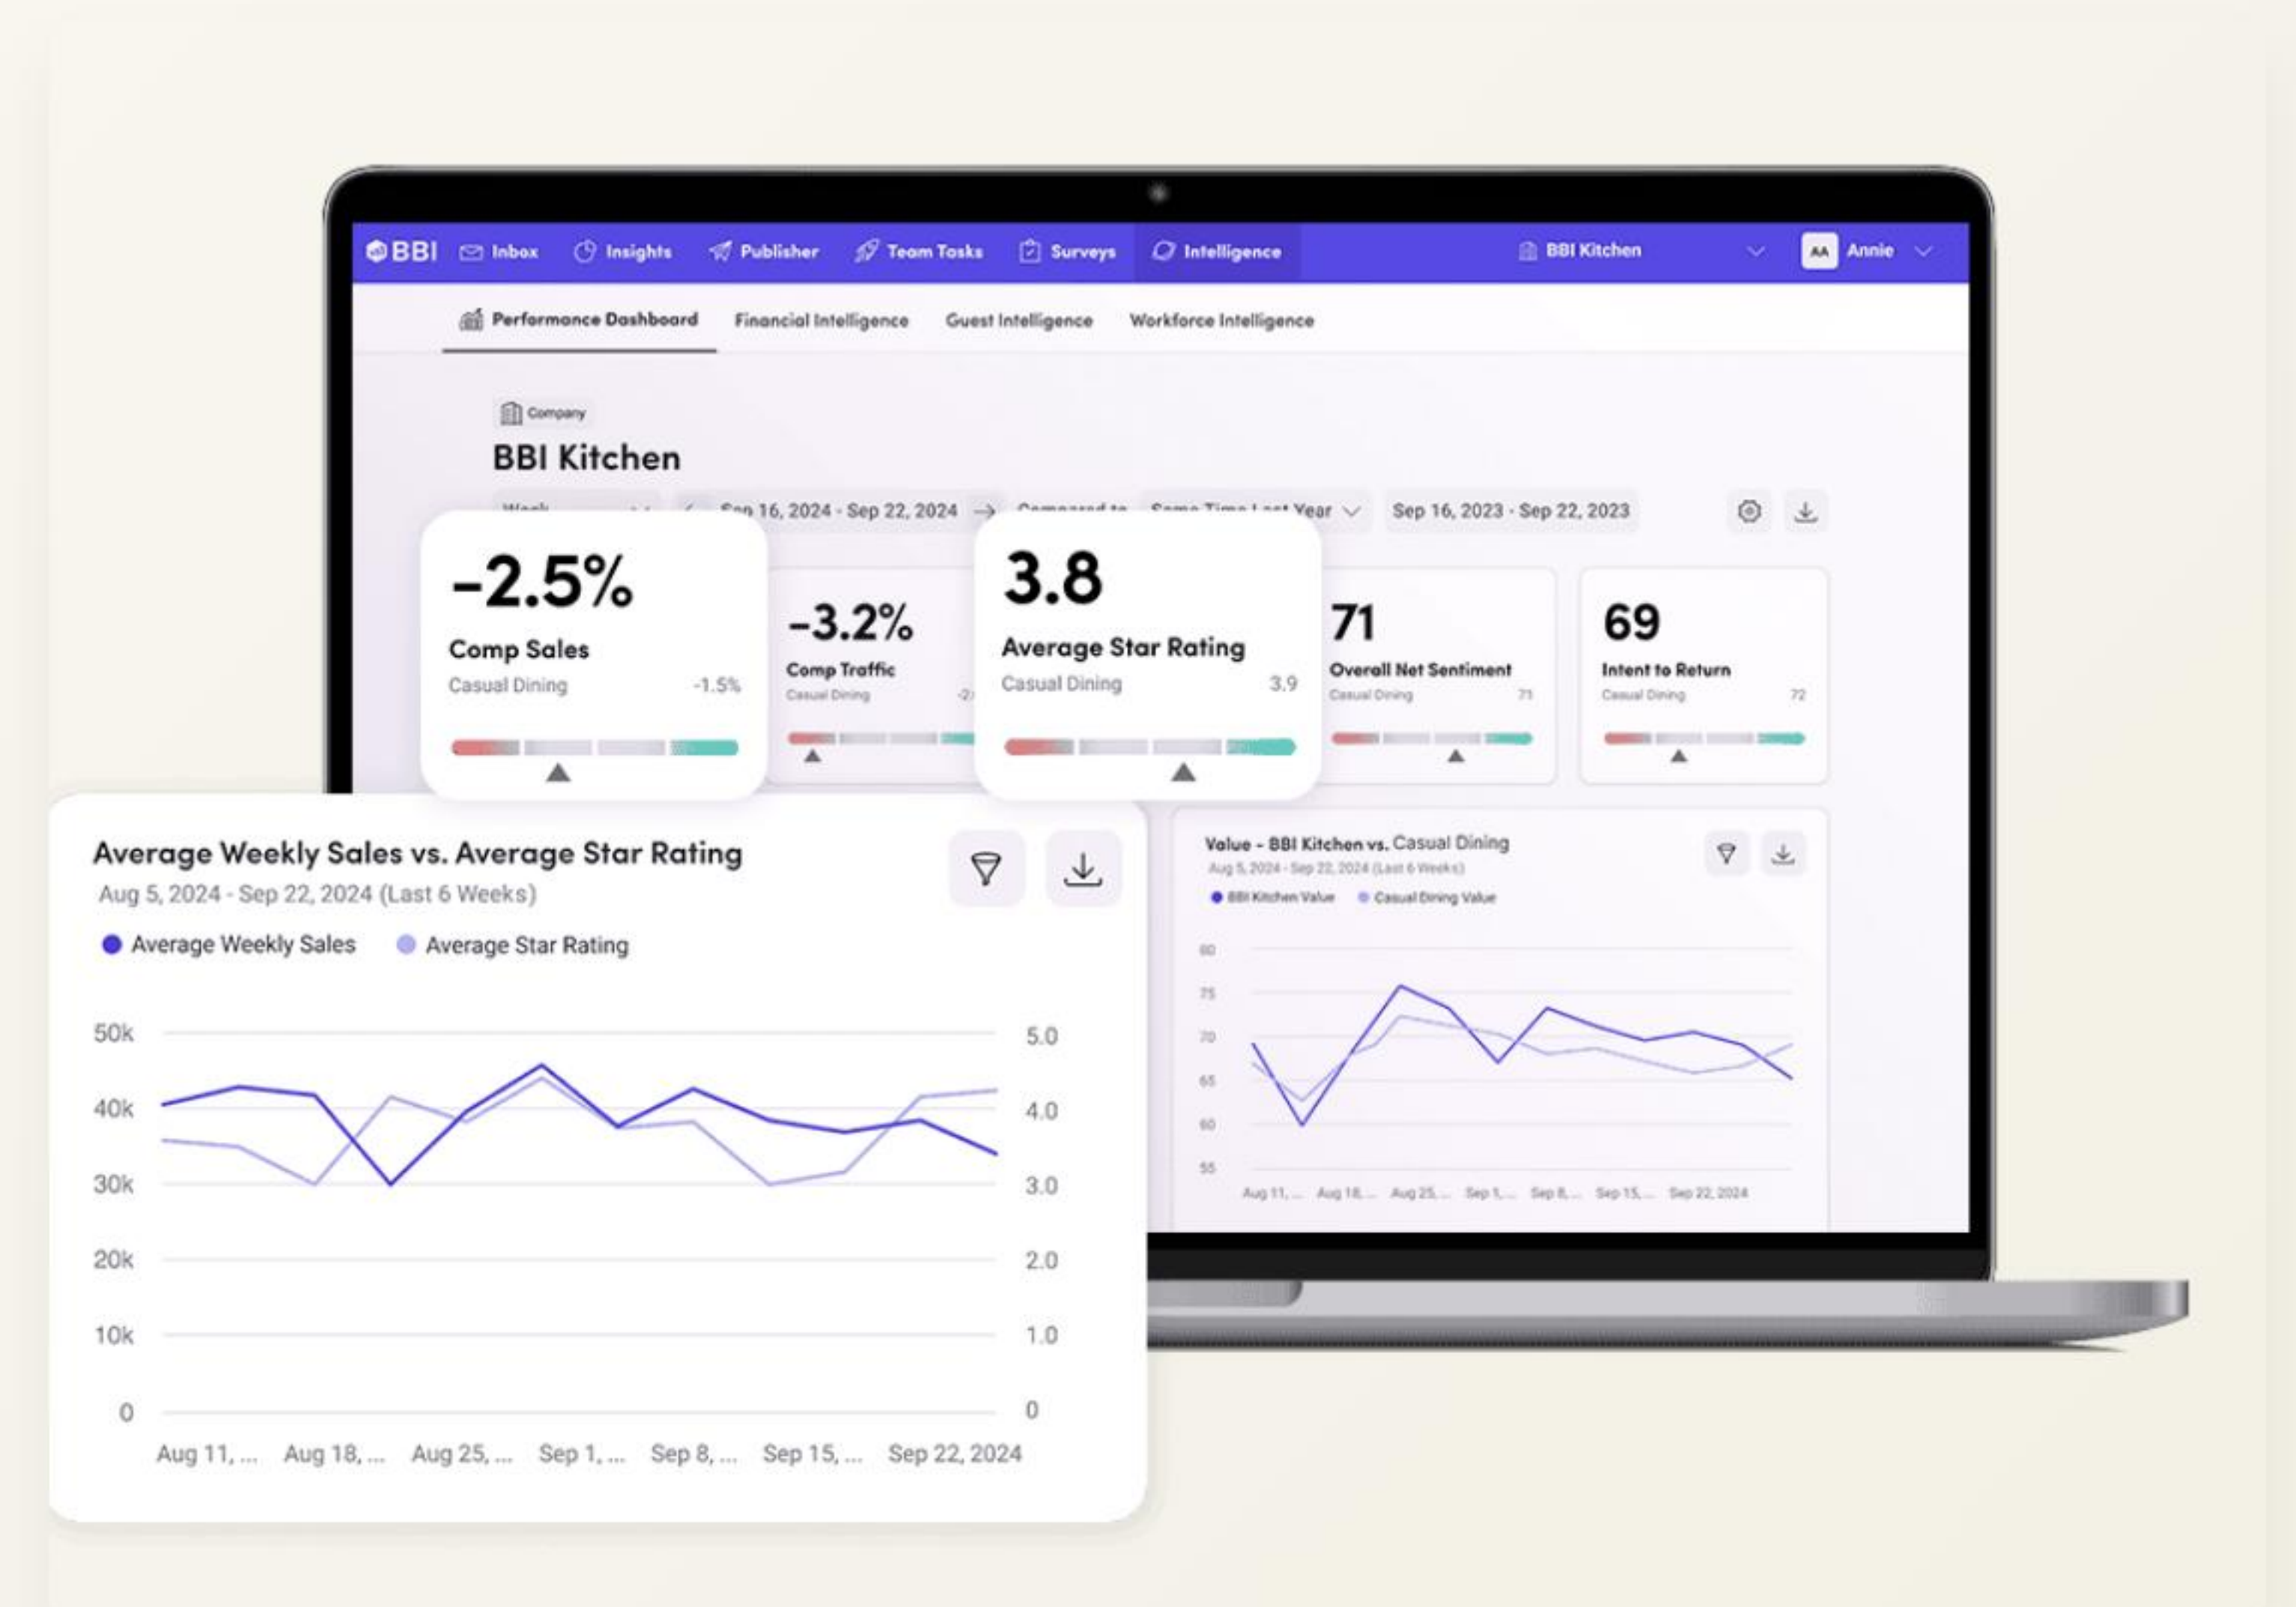 BBI Inbox Insights Publisher Team Tasks Surveys Intelligence BBI Kitchen AA Annie
Performance Dashboard Financial Intelligence Guest Intelligence Workforce Intelligence
Company
BBI Kitchen
Week Sep 16, 2024 - Sep 22, 2024 Compared to Same Time Last Year Sep 16, 2023 - Sep 22, 2023
-2.5%
Comp Sales
Casual Dining -1.5%
-3.2%
Comp Traffic
Casual Dining
3.8
Average Star Rating
Casual Dining 3.9
71
Overall Net Sentiment
Casual Dining 71
69
Intent to Return
Casual Dining 72
Average Weekly Sales vs. Average Star Rating
Aug 5, 2024 - Sep 22, 2024 (Last 6 Weeks)
Average Weekly Sales Average Star Rating
50k 5.0
40k 4.0
30k 3.0
20k 2.0
10k 1.0
0 0
Aug 11, ... Aug 18, ... Aug 25, ... Sep 1, ... Sep 8, ... Sep 15, ... Sep 22, 2024
Value - BBI Kitchen vs. Casual Dining
Aug 5, 2024 - Sep 22, 2024 (Last 6 Weeks)
BBI Kitchen Value Casual Dining Value
80
75
70
65
60
55
Aug 11, ... Aug 18, ... Aug 25, ... Sep 1, ... Sep 8, ... Sep 15, ... Sep 22, 2024